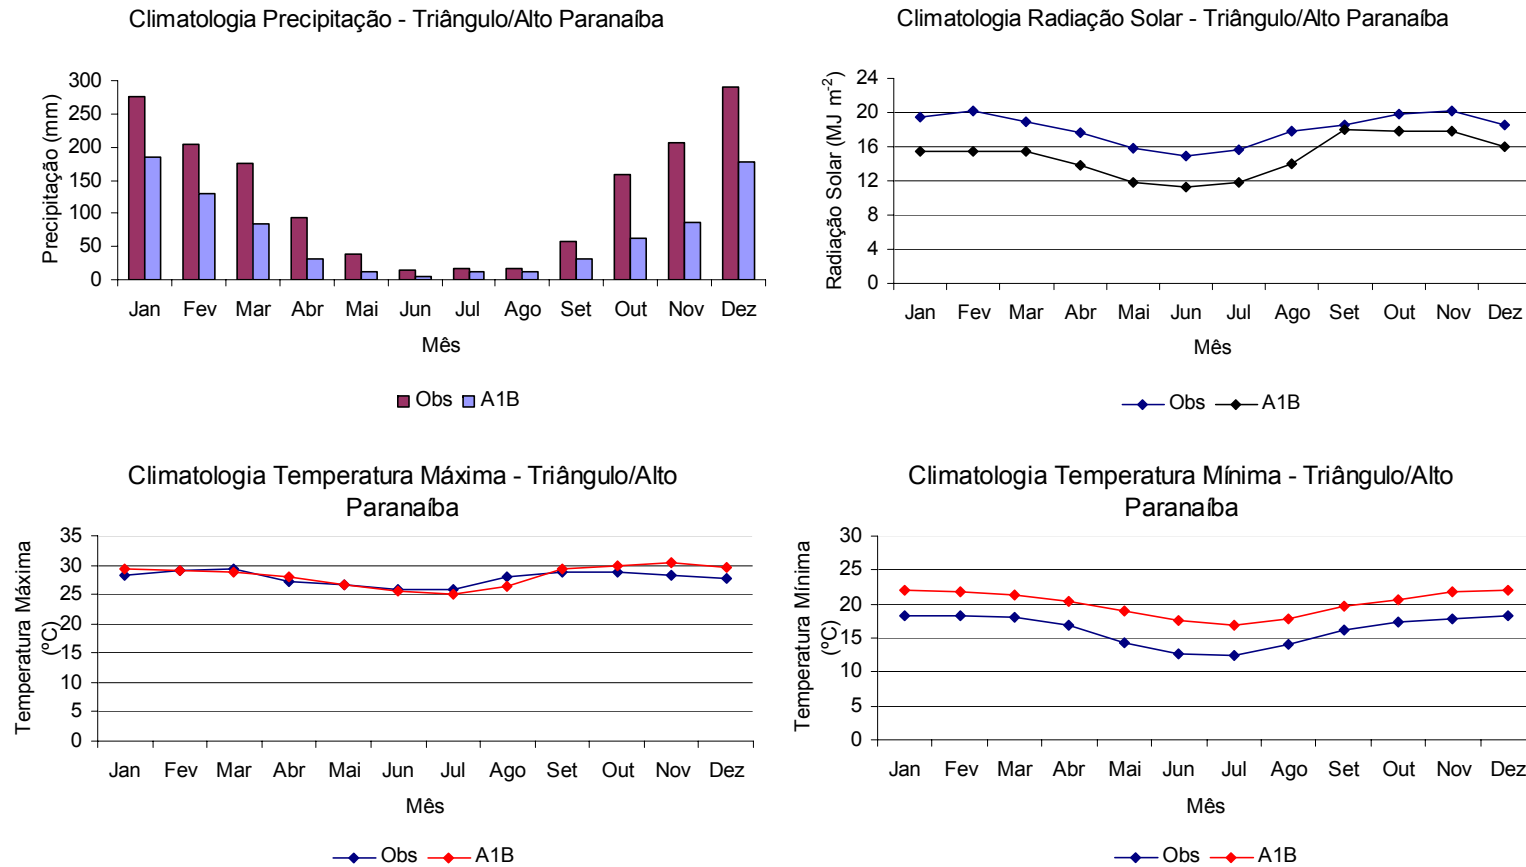 Climatologia Precipitação - Triângulo/Alto Paranaíba
Precipitação (mm)
300
250
200
150
100
50
0
Jan Fev Mar Abr Mai Jun Jul Ago Set Out Nov Dez
Mês
Obs A1B
Climatologia Radiação Solar - Triângulo/Alto Paranaíba
Radiação Solar (MJ m-2)
24
20
16
12
8
4
0
Jan Fev Mar Abr Mai Jun Jul Ago Set Out Nov Dez
Mês
Obs A1B
Climatologia Temperatura Máxima - Triângulo/Alto
Paranaíba
Temperatura Máxima
(ºC)
35
30
25
20
15
10
5
0
Jan Fev Mar Abr Mai Jun Jul Ago Set Out Nov Dez
Mês
Obs A1B
Climatologia Temperatura Mínima - Triângulo/Alto
Paranaíba
Temperatura Mínima
(ºC)
30
25
20
15
10
5
0
Jan Fev Mar Abr Mai Jun Jul Ago Set Out Nov Dez
Mês
Obs A1B